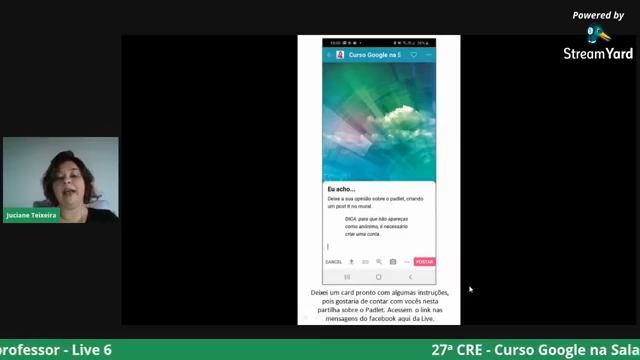 Powered by
StreamYard
Curso Google na S
Eu acho...
Deixe a sua opinião sobre o padlet, criando
um post it no mural.
DICA: para que não apareças
como anônimo, é necessário
criar uma conta.
CANCEL
POSTAR
Juciane Teixeira
Deixei um card pronto com algumas instruções,
pois gostaria de contar com vocês nesta
partilha sobre o Padlet. Acessem o link nas
mensagens do facebook aqui da Live.
professor - Live 6
27ª CRE - Curso Google na Sala